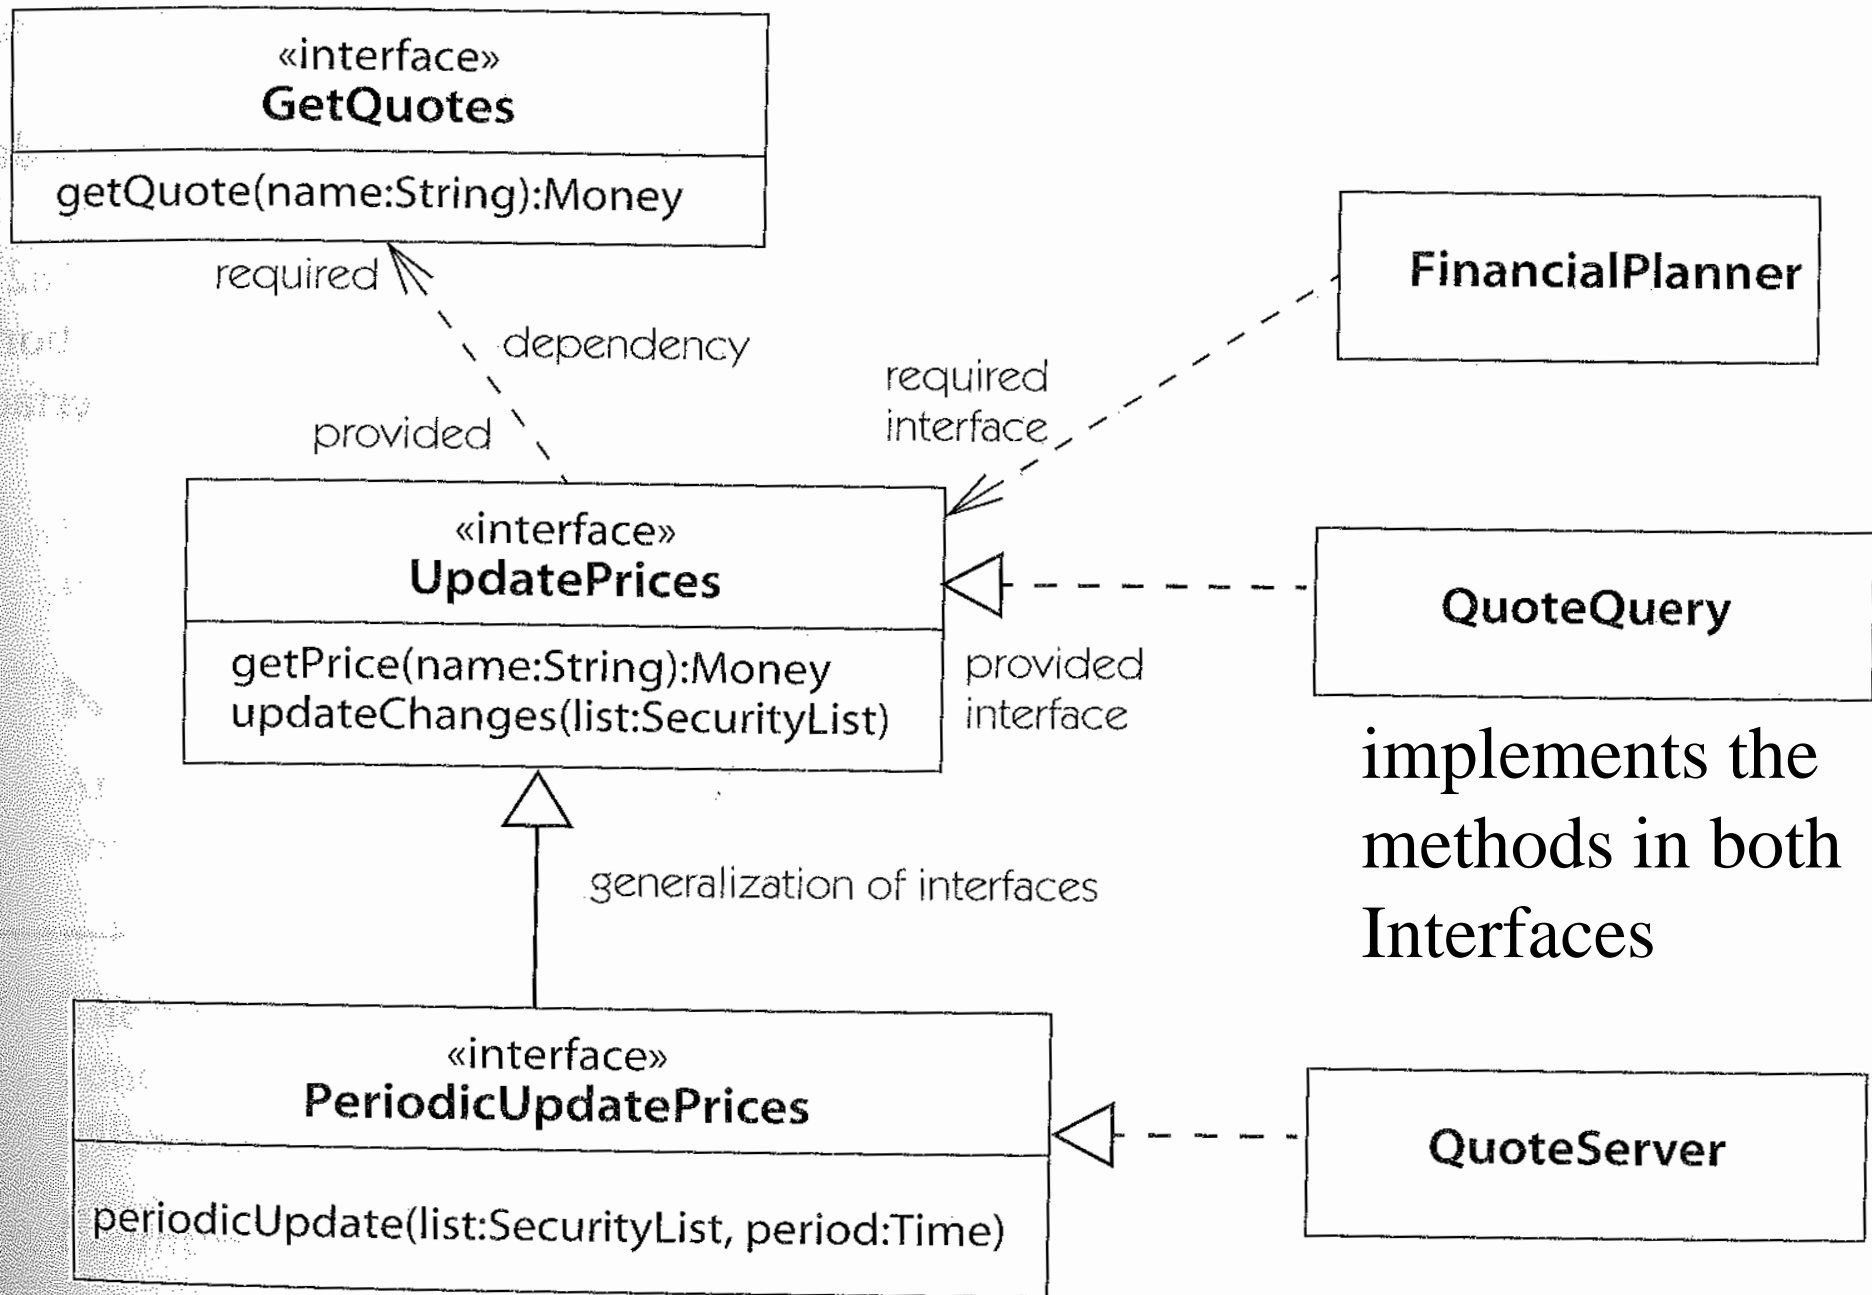 «interface»
GetQuotes
getQuote(name:String):Money
required
dependency
provided
FinancialPlanner
required
interface
«interface»
UpdatePrices
getPrice(name:String):Money
updateChanges(list:SecurityList)
QuoteQuery
provided
interface
implements the
methods in both
Interfaces
generalization of interfaces
«interface»
PeriodicUpdatePrices
periodicUpdate(list:SecurityList, period:Time)
QuoteServer